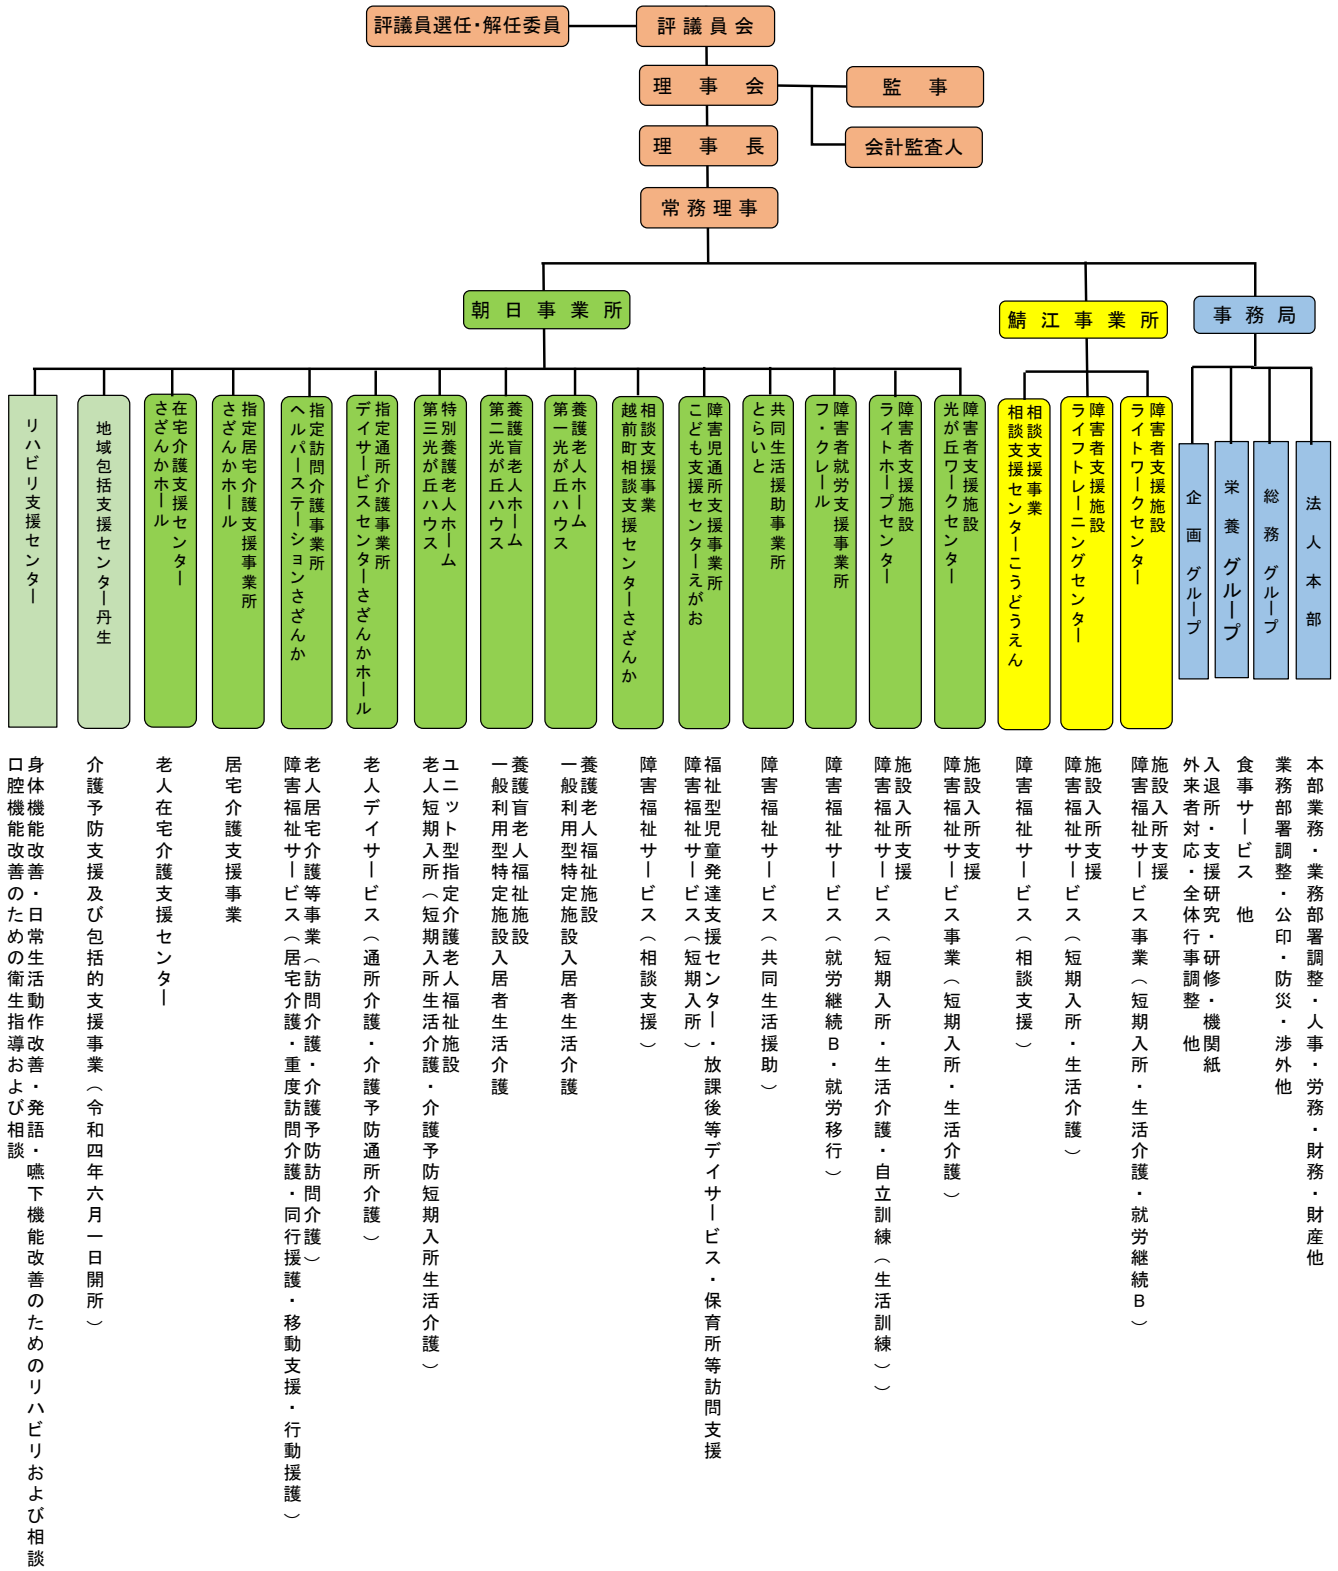 評議員選任・解任委員
評議員会
理事会
監事
理事長
会計監査人
常務理事
朝日事業所
鯖江事業所
事務局
法人本部
総務グループ
栄養グループ
企画グループ
障害者支援施設
ライトワークセンター
障害者支援施設
ライフトレーニングセンター
相談支援事業
相談支援センターこうどうえん
障害者支援施設
光が丘ワークセンター
障害者支援施設
ライトホープセンター
障害者就労支援事業所
フ・クレール
共同生活援助事業所
とらいと
障害児通所支援事業所
こども支援センターえがお
相談支援事業
越前町相談支援センターさざんか
養護老人ホーム
第一光が丘ハウス
養護盲老人ホーム
第二光が丘ハウス
特別養護老人ホーム
第三光が丘ハウス
指定通所介護事業所
デイサービスセンターさざんかホール
指定訪問介護事業所
ヘルパーステーションさざんか
指定居宅介護支援事業所
さざんかホール
在宅介護支援センター
さざんかホール
地域包括支援センター丹生
リハビリ支援センター
本部業務・業務部署調整・人事・労務・財務・財産他
業務部署調整・公印・防災・渉外他
食事サービス　他
入退所・支援研究・研修・機関紙
外来者対応・全体行事調整　他
施設入所支援
障害福祉サービス事業（短期入所・生活介護・就労継続B）
施設入所支援
障害福祉サービス（短期入所・生活介護）
障害福祉サービス（相談支援）
施設入所支援
障害福祉サービス事業（短期入所・生活介護）
施設入所支援
障害福祉サービス（短期入所・生活介護・自立訓練（生活訓練））
障害福祉サービス（就労継続B・就労移行）
障害福祉サービス（共同生活援助）
福祉型児童発達支援センター・放課後等デイサービス・保育所等訪問支援
障害福祉サービス（短期入所）
障害福祉サービス（相談支援）
養護老人福祉施設
一般利用型特定施設入居者生活介護
養護盲老人福祉施設
一般利用型特定施設入居者生活介護
ユニット型指定介護老人福祉施設
老人短期入所（短期入所生活介護・介護予防短期入所生活介護）
老人デイサービス（通所介護・介護予防通所介護）
老人居宅介護等事業（訪問介護・介護予防訪問介護）
障害福祉サービス（居宅介護・重度訪問介護・同行援護・移動支援・行動援護）
居宅介護支援事業
老人在宅介護支援センター
介護予防支援及び包括的支援事業（令和四年六月一日開所）
身体機能改善・日常生活動作改善・発語・嚥下機能改善のためのリハビリおよび相談
口腔機能改善のための衛生指導および相談